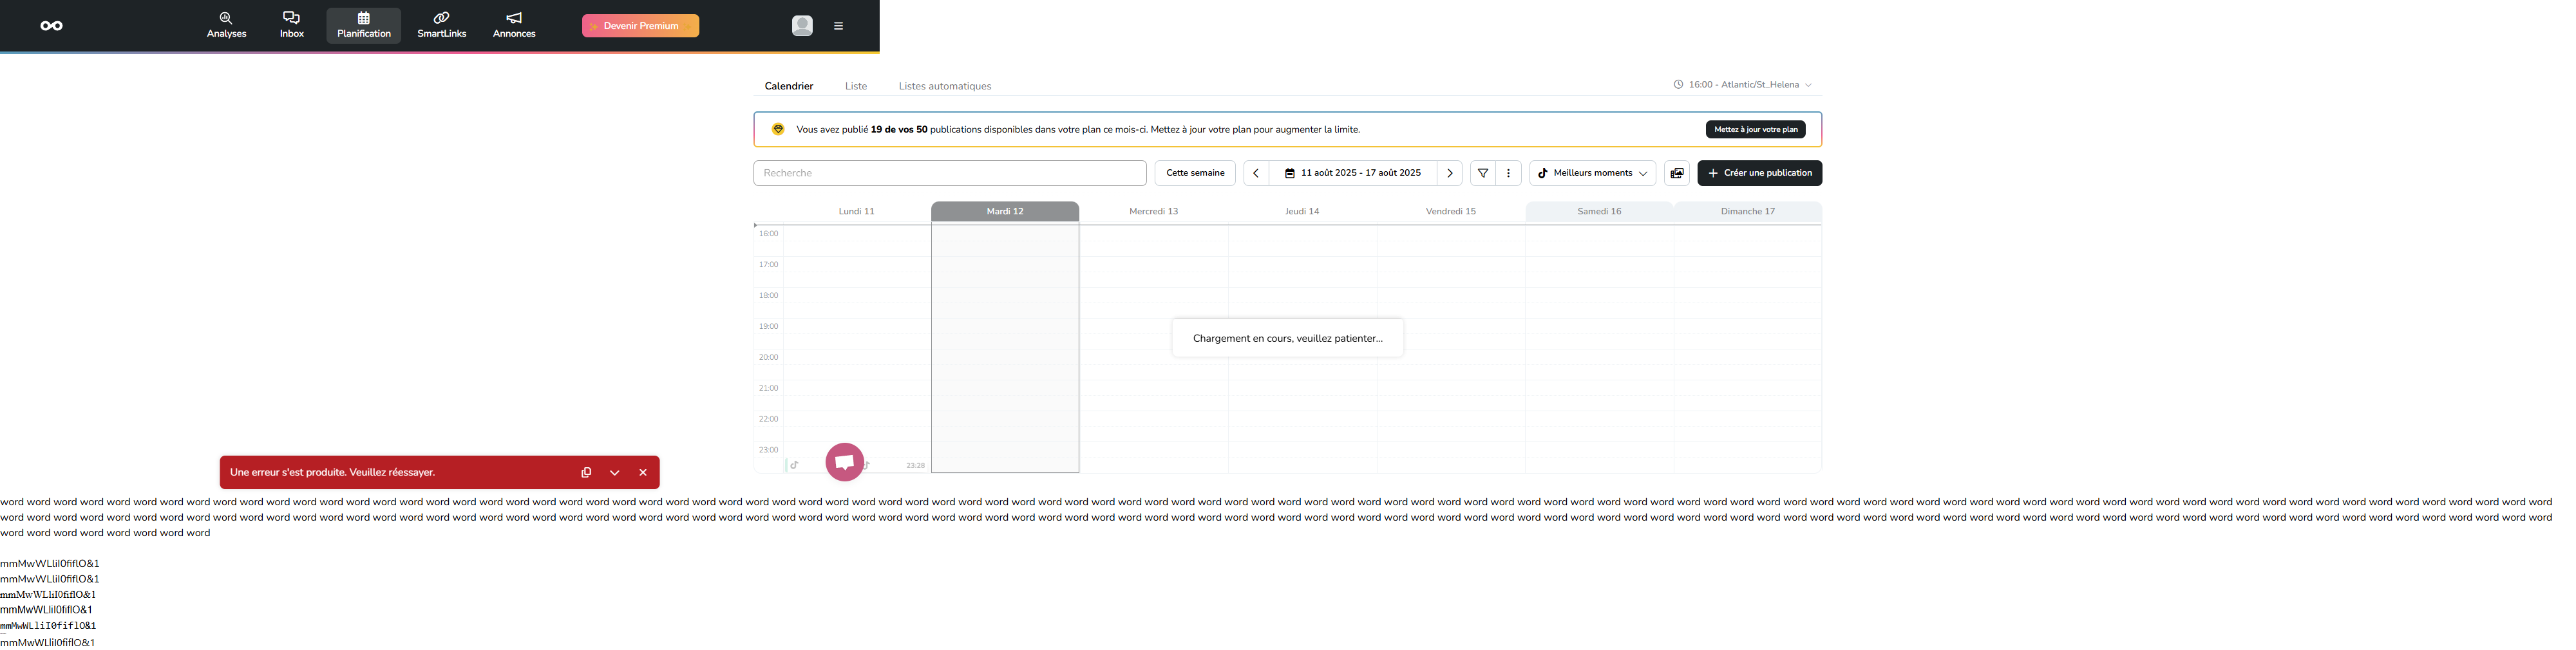 Analyses
Inbox
Planification
SmartLinks
Annonces
Devenir Premium
Calendrier
Liste
Listes automatiques
16:00 - Atlantic/St_Helena
Vous avez publié 19 de vos 50 publications disponibles dans votre plan ce mois-ci. Mettez à jour votre plan pour augmenter la limite.
Mettez à jour votre plan
Recherche
Cette semaine
11 août 2025 - 17 août 2025
Meilleurs moments
Créer une publication
Lundi 11
Mardi 12
Mercredi 13
Jeudi 14
Vendredi 15
Samedi 16
Dimanche 17
16:00
17:00
18:00
19:00
Chargement en cours, veuillez patienter...
20:00
21:00
22:00
23:00
23:28
Une erreur s'est produite. Veuillez réessayer.
word word word word word word word word word word word word word word word word word word word word word word word word word word word word word word word word word word word word word word word word word word word word word word word word word word word word word word word word word word word word word word word word word word word word word word word word word word word word word word word word word word word word word word word word word word word word word word word word
word word word word word word word word word word word word word word word word word word word word word word word word word word word word word word word word word word word word word word word word word word word word word word word word word word word word word word word word word word word word word word word word word word word word word word word word word word word word word word word word word word word word word word word word word word word word word word word
word word word word word word word word
mmMwWLliI0fiflO&1
mmMwWLliI0fiflO&1
mmMwWLliI0fiflO&1
mmMwWLliI0fiflO&1
mmMwWLliI0fiflO&1
mmMwWLliI0fiflO&1